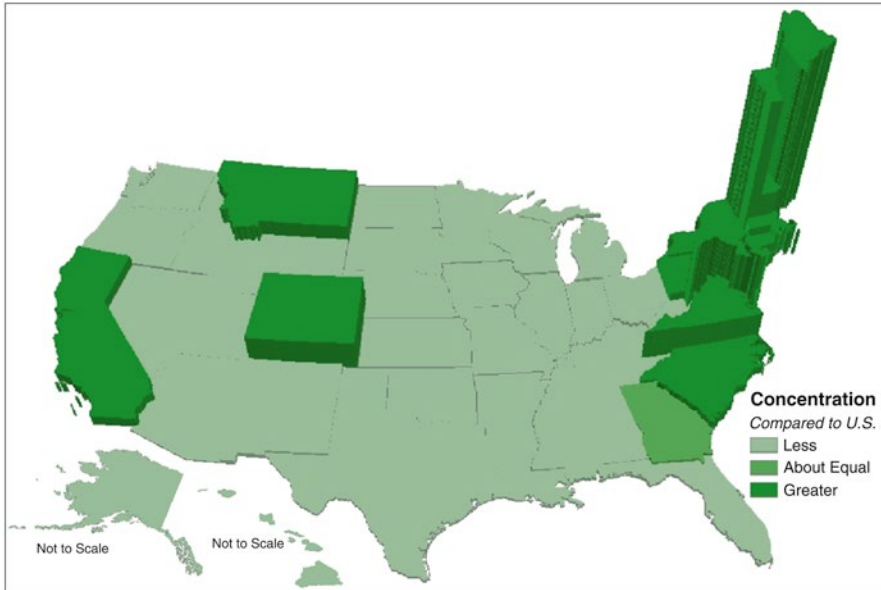 Concentration
Compared to U.S.
Less
About Equal
Greater
Not to Scale
Not to Scale